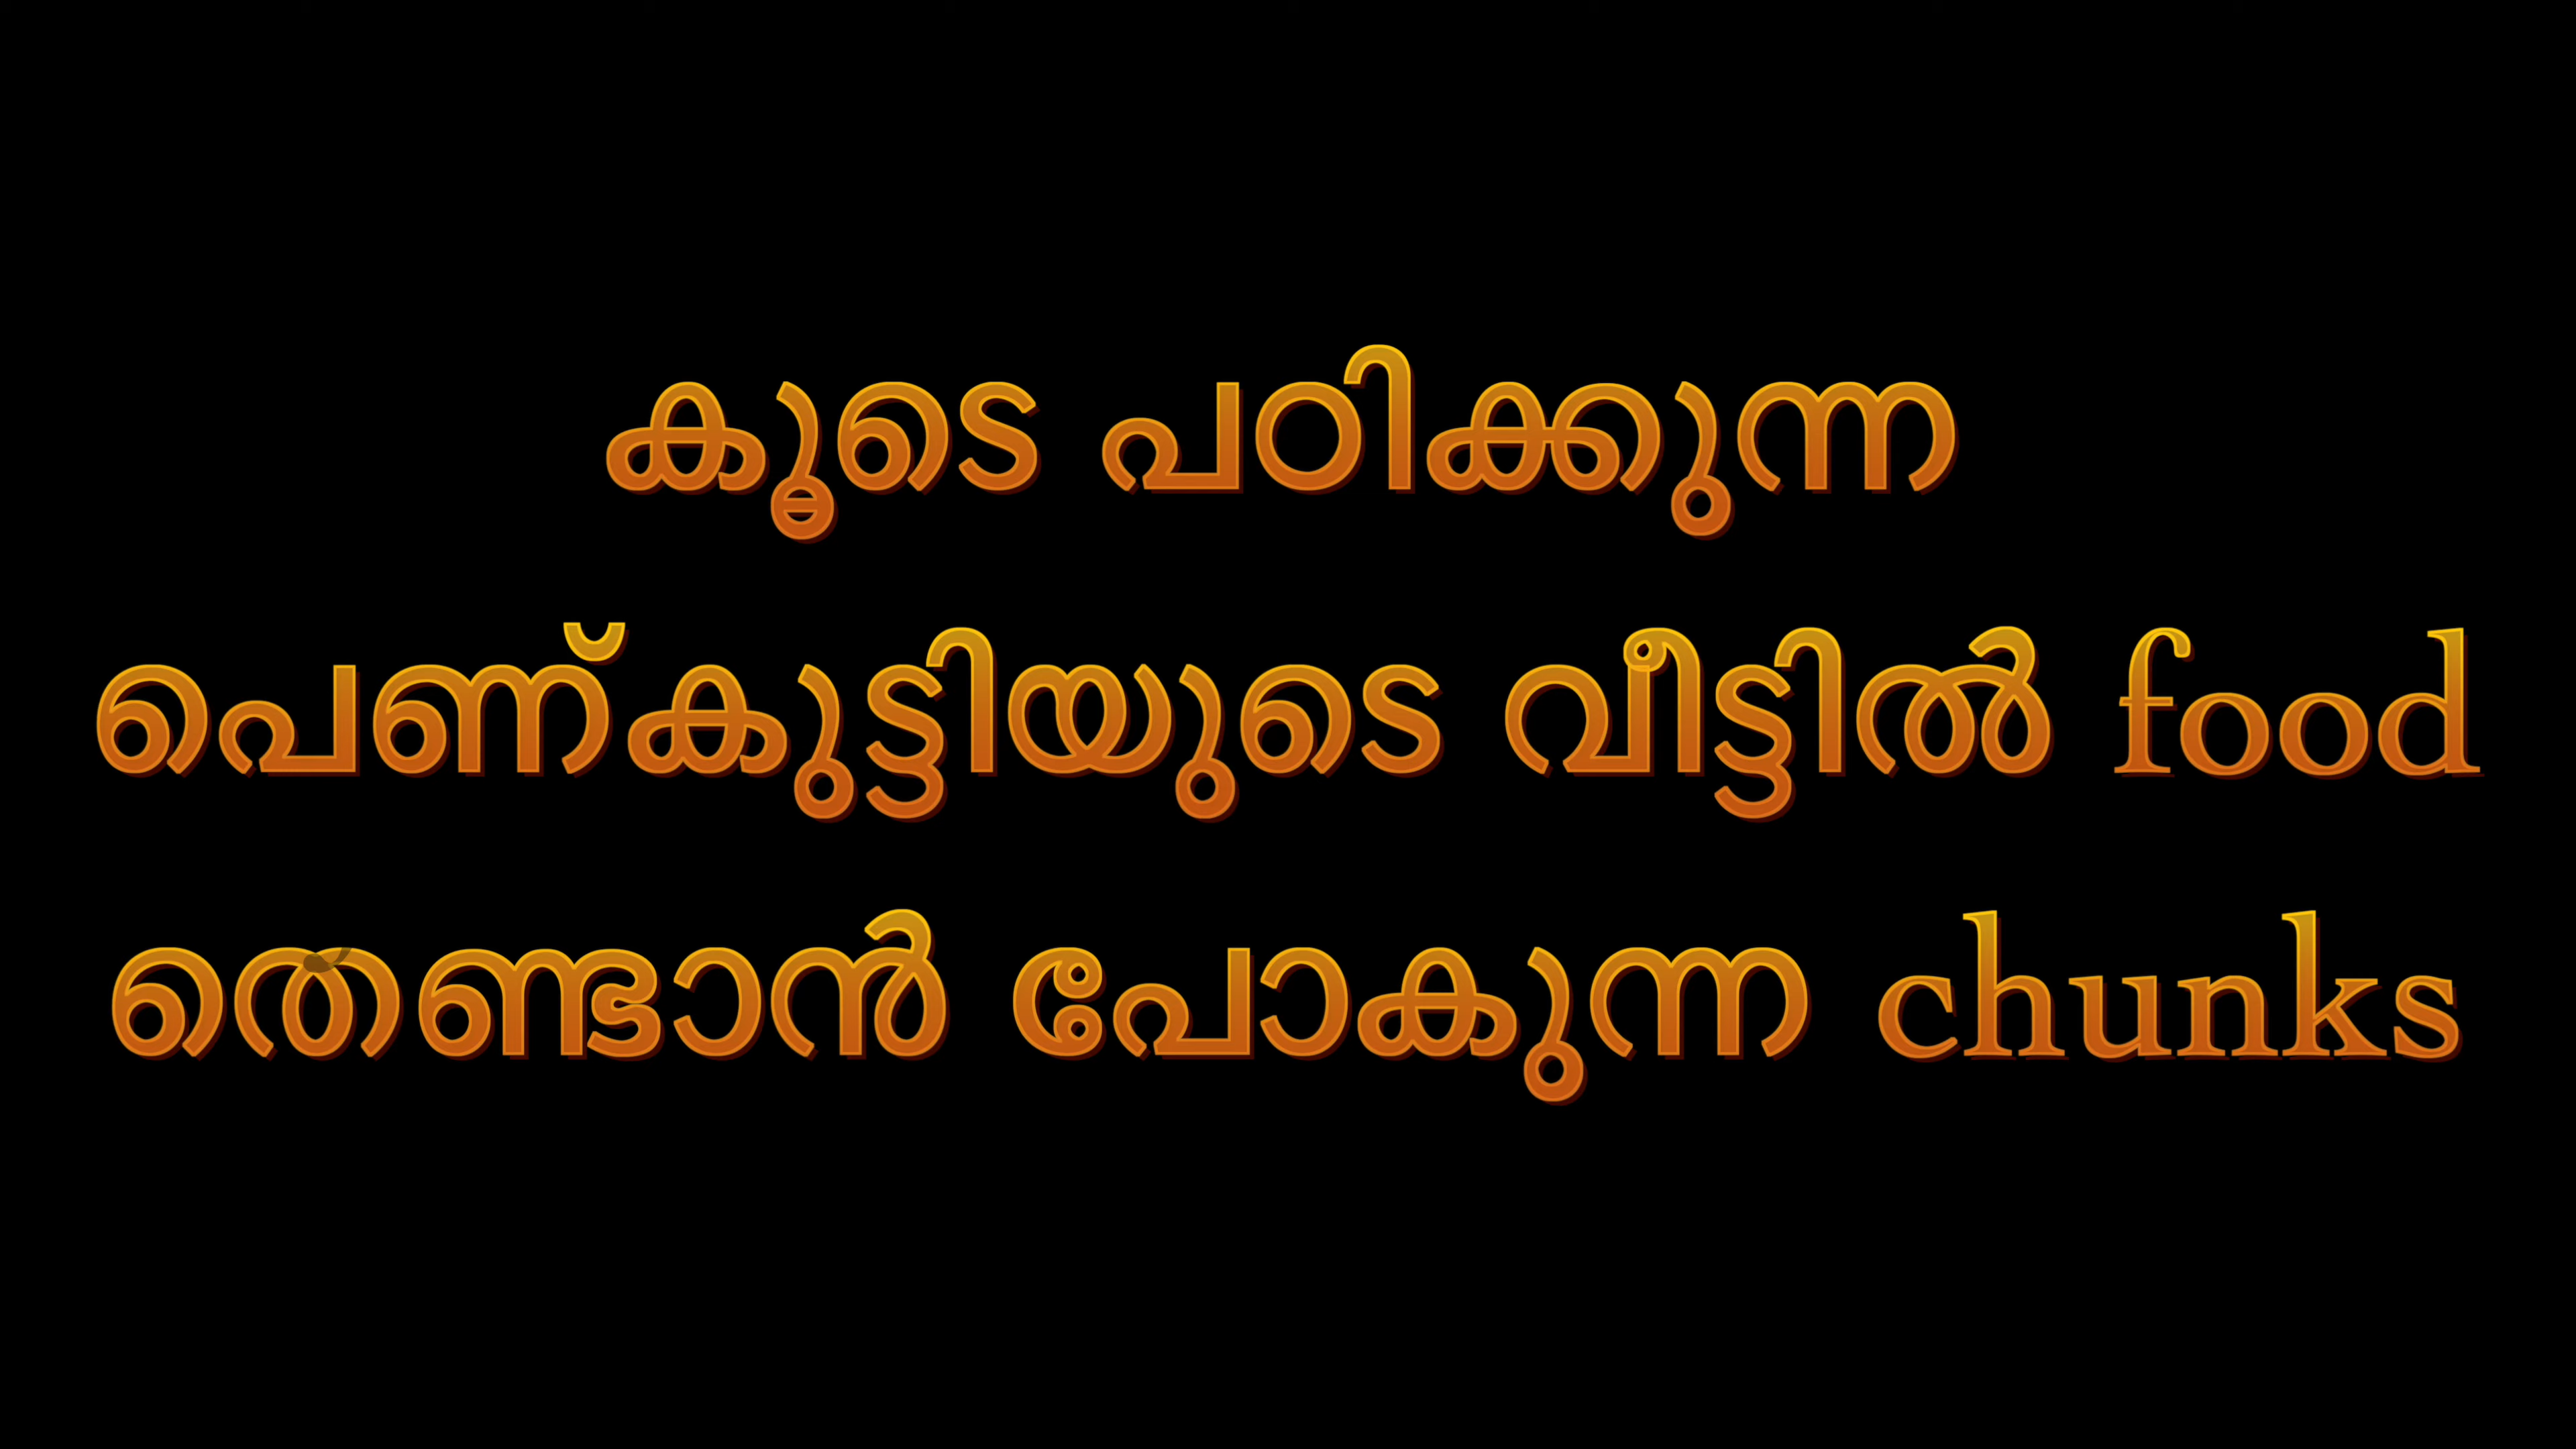 കൂടെ പഠിക്കുന്ന
പെണ്കുട്ടിയുടെ വീട്ടിൽ food
തെണ്ടാൻ പോകുന്ന chunks